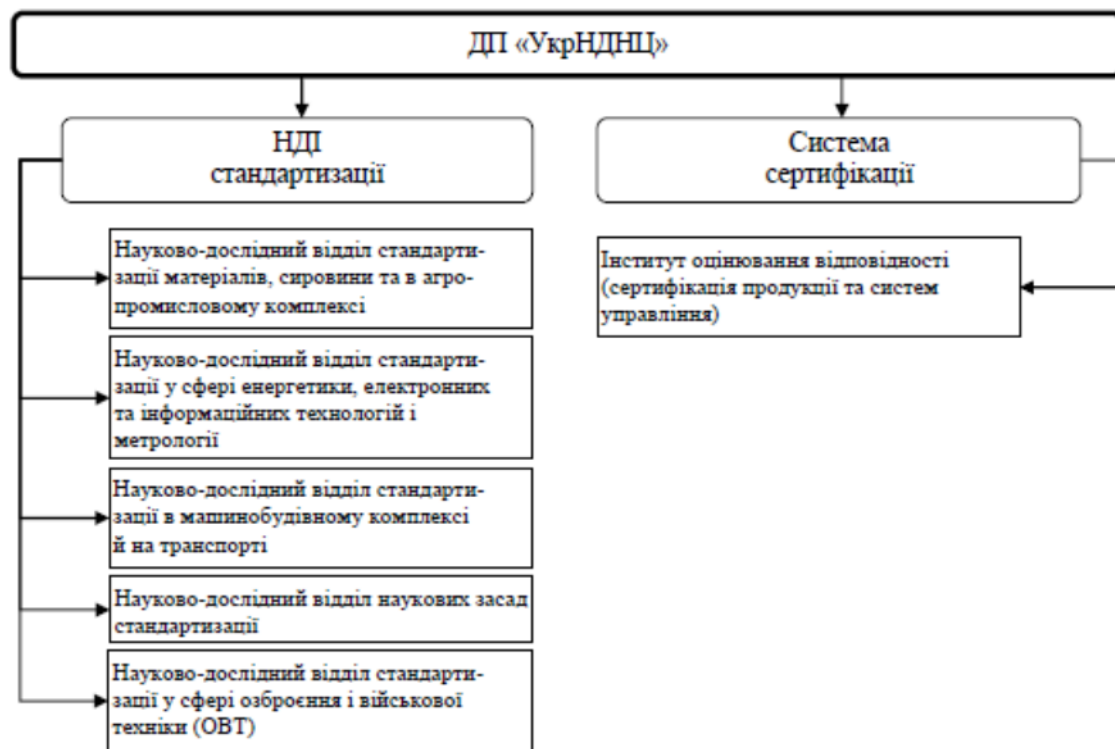 ДП «УкрНДНЦ»
НДІ
стандартизації
Система
сертифікації
Науково-дослідний відділ стандарти-
зації матеріалів, сировини та в агро-
промисловому комплексі
Інститут оцінювання відповідності
(сертифікація продукції та систем
управління)
Науково-дослідний відділ стандарти-
зації у сфері енергетики, електронних
та інформаційних технологій і
метрології
Науково-дослідний відділ стандарти-
зації в машинобудівному комплексі
й на транспорті
Науково-дослідний відділ наукових засад
стандартизації
Науково-дослідний відділ стандарти-
зації у сфері озброєння і військової
техніки (ОВТ)